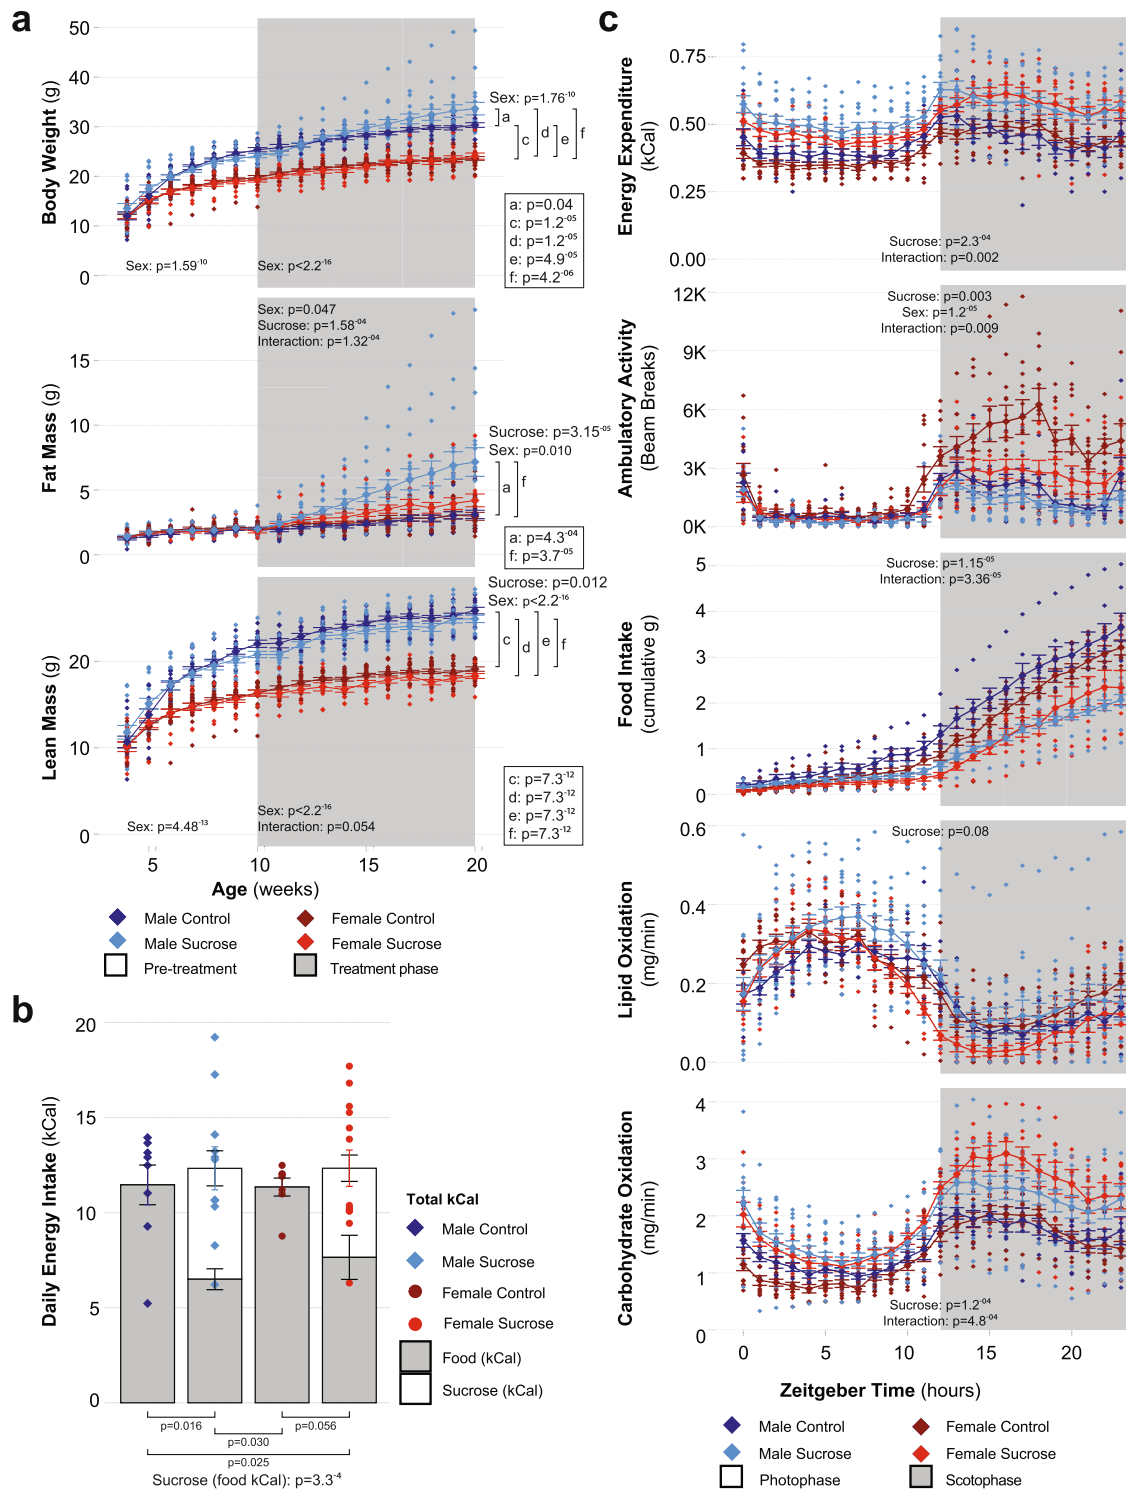 a
Body Weight (g)
50
40
30
20
10
0
Sex: p=1.76⁻¹⁰
a
c
d
e
f
a: p=0.04
c: p=1.2⁻⁰⁵
d: p=1.2⁻⁰⁵
e: p=4.9⁻⁰⁵
f: p=4.2⁻⁰⁶
Sex: p=1.59⁻¹⁰
Sex: p<2.2⁻¹⁶
Fat Mass (g)
15
10
5
0
Sex: p=0.047
Sucrose: p=1.58⁻⁰⁴
Interaction: p=1.32⁻⁰⁴
Sucrose: p=3.15⁻⁰⁵
Sex: p=0.010
a
f
a: p=4.3⁻⁰⁴
f: p=3.7⁻⁰⁵
Lean Mass (g)
20
10
0
Sucrose: p=0.012
Sex: p<2.2⁻¹⁶
c
d
e
f
c: p=7.3⁻¹²
d: p=7.3⁻¹²
e: p=7.3⁻¹²
f: p=7.3⁻¹²
Sex: p=4.48⁻¹³
Sex: p<2.2⁻¹⁶
Interaction: p=0.054
5
10
15
20
Age (weeks)
Male Control
Female Control
Male Sucrose
Female Sucrose
Pre-treatment
Treatment phase
b
Daily Energy Intake (kCal)
20
15
10
5
0
p=0.016
p=0.056
p=0.030
p=0.025
Sucrose (food kCal): p=3.3⁻⁴
Total kCal
Male Control
Male Sucrose
Female Control
Female Sucrose
Food (kCal)
Sucrose (kCal)
c
Energy Expenditure
(kCal)
0.75
0.50
0.25
0.00
Sucrose: p=2.3⁻⁰⁴
Interaction: p=0.002
Ambulatory Activity
(Beam Breaks)
12K
9K
6K
3K
0K
Sucrose: p=0.003
Sex: p=1.2⁻⁰⁵
Interaction: p=0.009
Food Intake
(cumulative g)
5
4
3
2
1
0
Sucrose: p=1.15⁻⁰⁵
Interaction: p=3.36⁻⁰⁵
Lipid Oxidation
(mg/min)
0.6
0.4
0.2
0.0
Sucrose: p=0.08
Carbohydrate Oxidation
(mg/min)
4
3
2
1
0
Sucrose: p=1.2⁻⁰⁴
Interaction: p=4.8⁻⁰⁴
0
5
10
15
20
Zeitgeber Time (hours)
Male Control
Female Control
Male Sucrose
Female Sucrose
Photophase
Scotophase